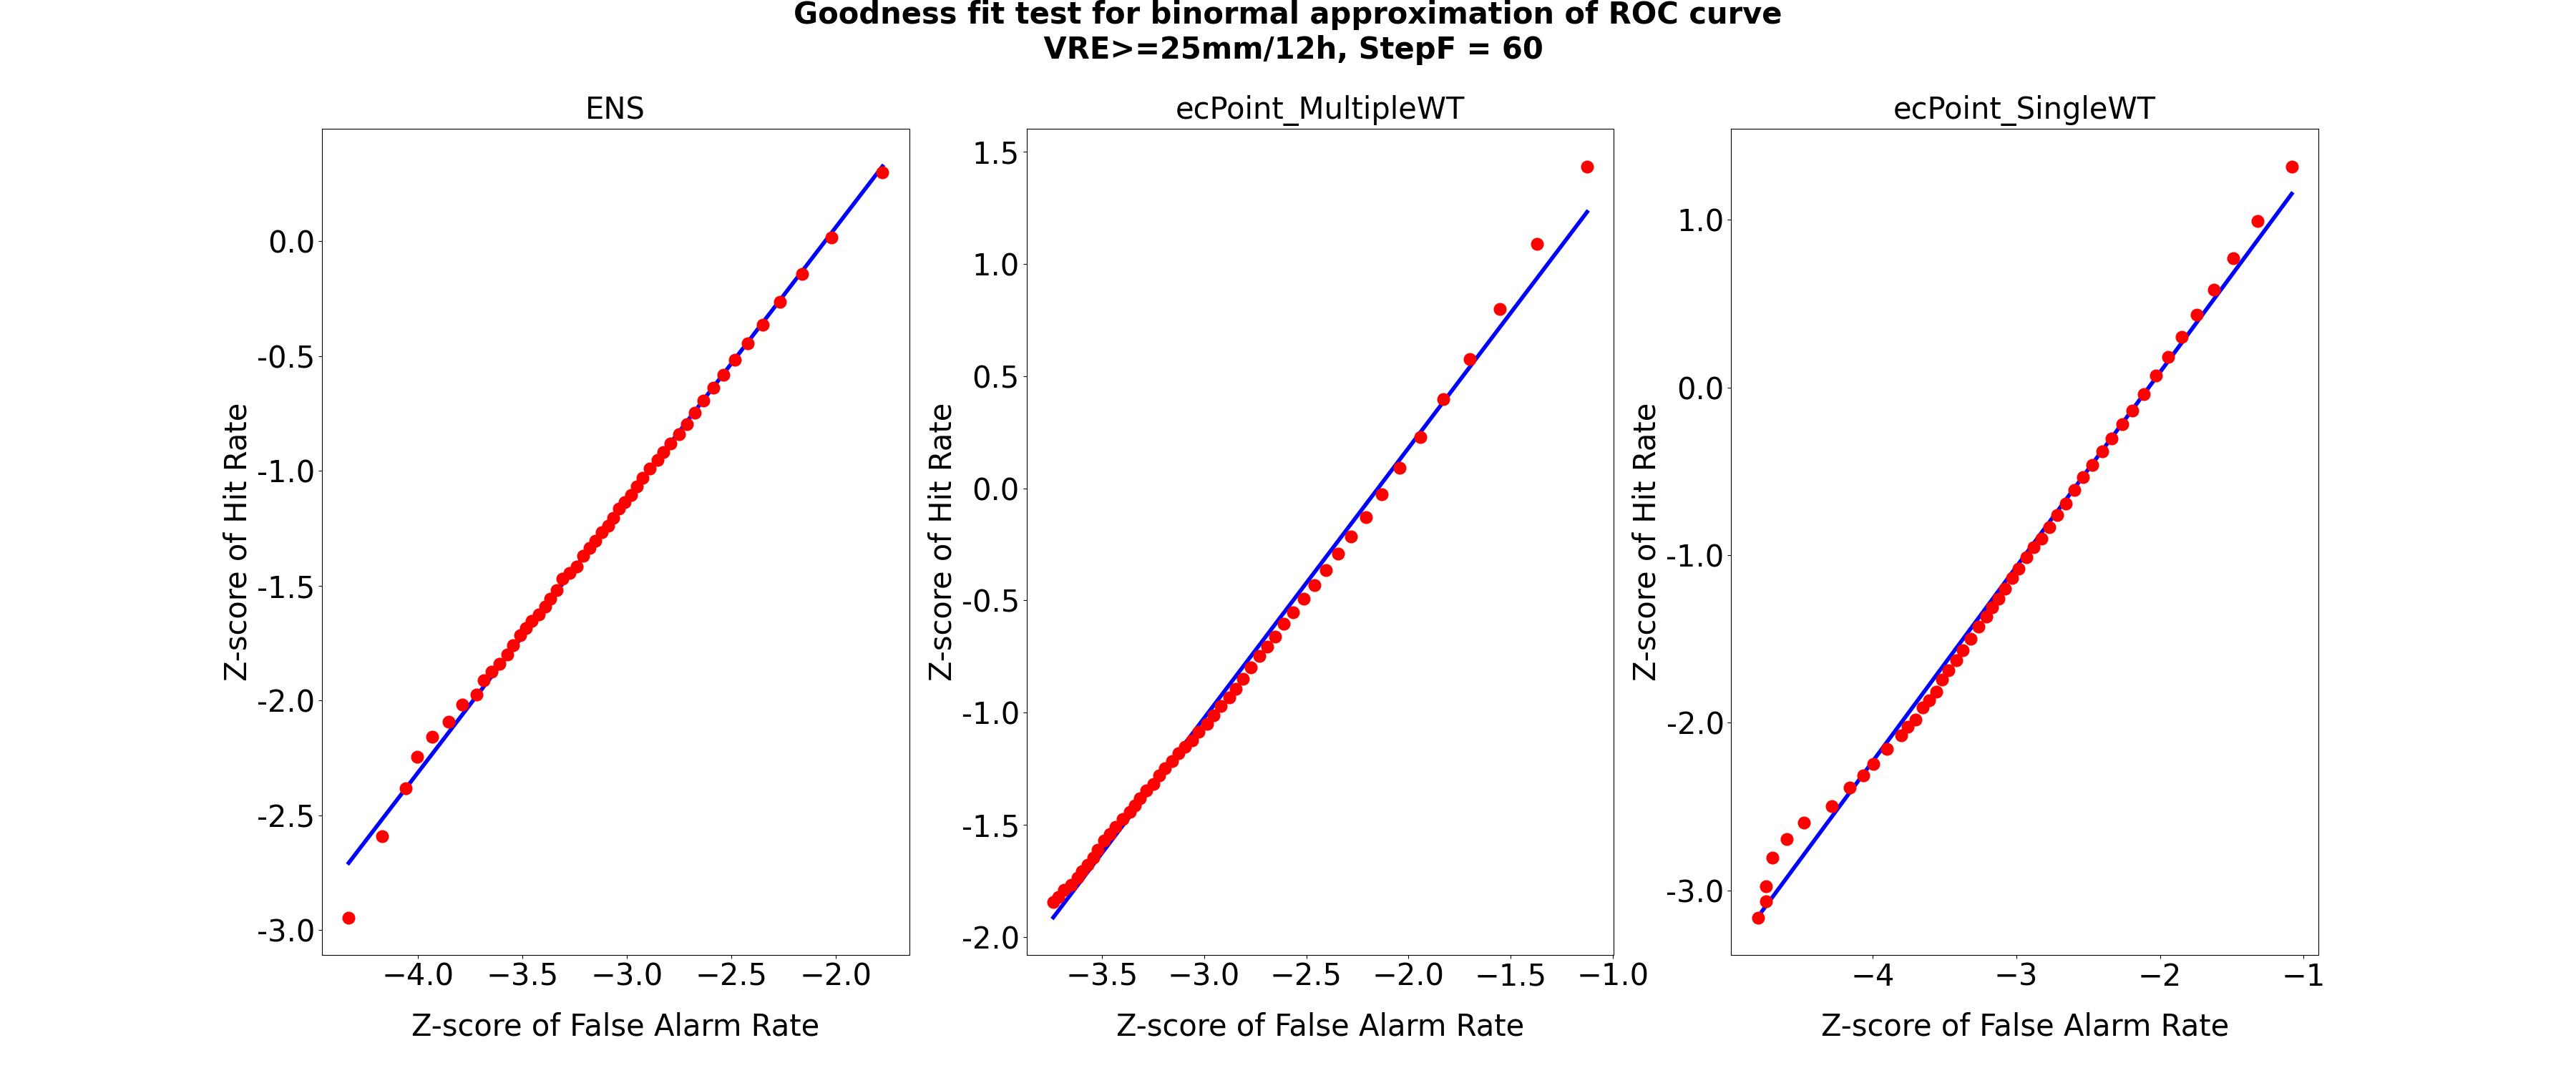 Goodness fit test for binormal approximation of ROC curve
VRE>=25mm/12h, StepF = 60
ENS
0.0
-0.5
-1.0
-1.5
-2.0
-2.5
-3.0
Z-score of Hit Rate
−4.0 −3.5 −3.0 −2.5 −2.0
Z-score of False Alarm Rate
ecPoint_MultipleWT
1.5
1.0
0.5
0.0
-0.5
-1.0
-1.5
-2.0
Z-score of Hit Rate
−3.5 −3.0 −2.5 −2.0 −1.5 −1.0
Z-score of False Alarm Rate
ecPoint_SingleWT
1.0
0.0
-1.0
-2.0
-3.0
Z-score of Hit Rate
−4 −3 −2 −1
Z-score of False Alarm Rate